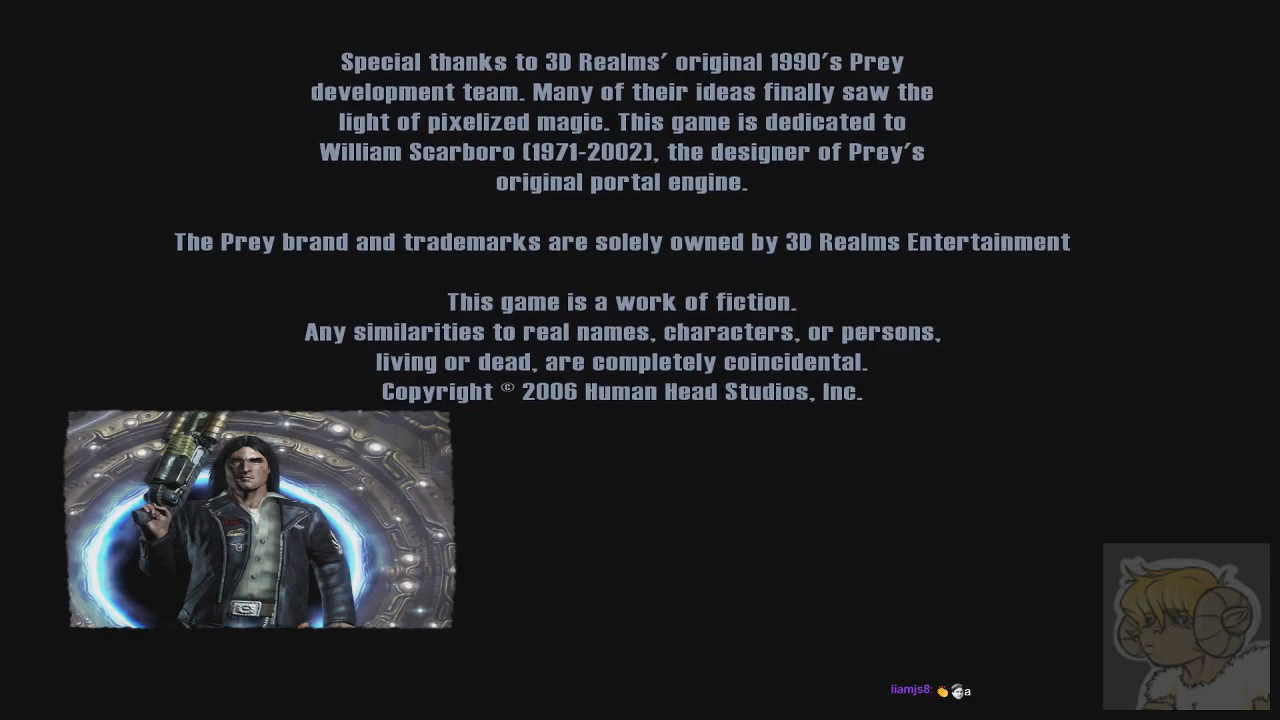 Special thanks to 3D Realms' original 1990's Prey
development team. Many of their ideas finally saw the
light of pixelized magic. This game is dedicated to
William Scarboro (1971-2002), the designer of Prey's
original portal engine.
The Prey brand and trademarks are solely owned by 3D Realms Entertainment
This game is a work of fiction.
Any similarities to real names, characters, or persons,
living or dead, are completely coincidental.
Copyright © 2006 Human Head Studios, Inc.
liamjs8: 👏 a